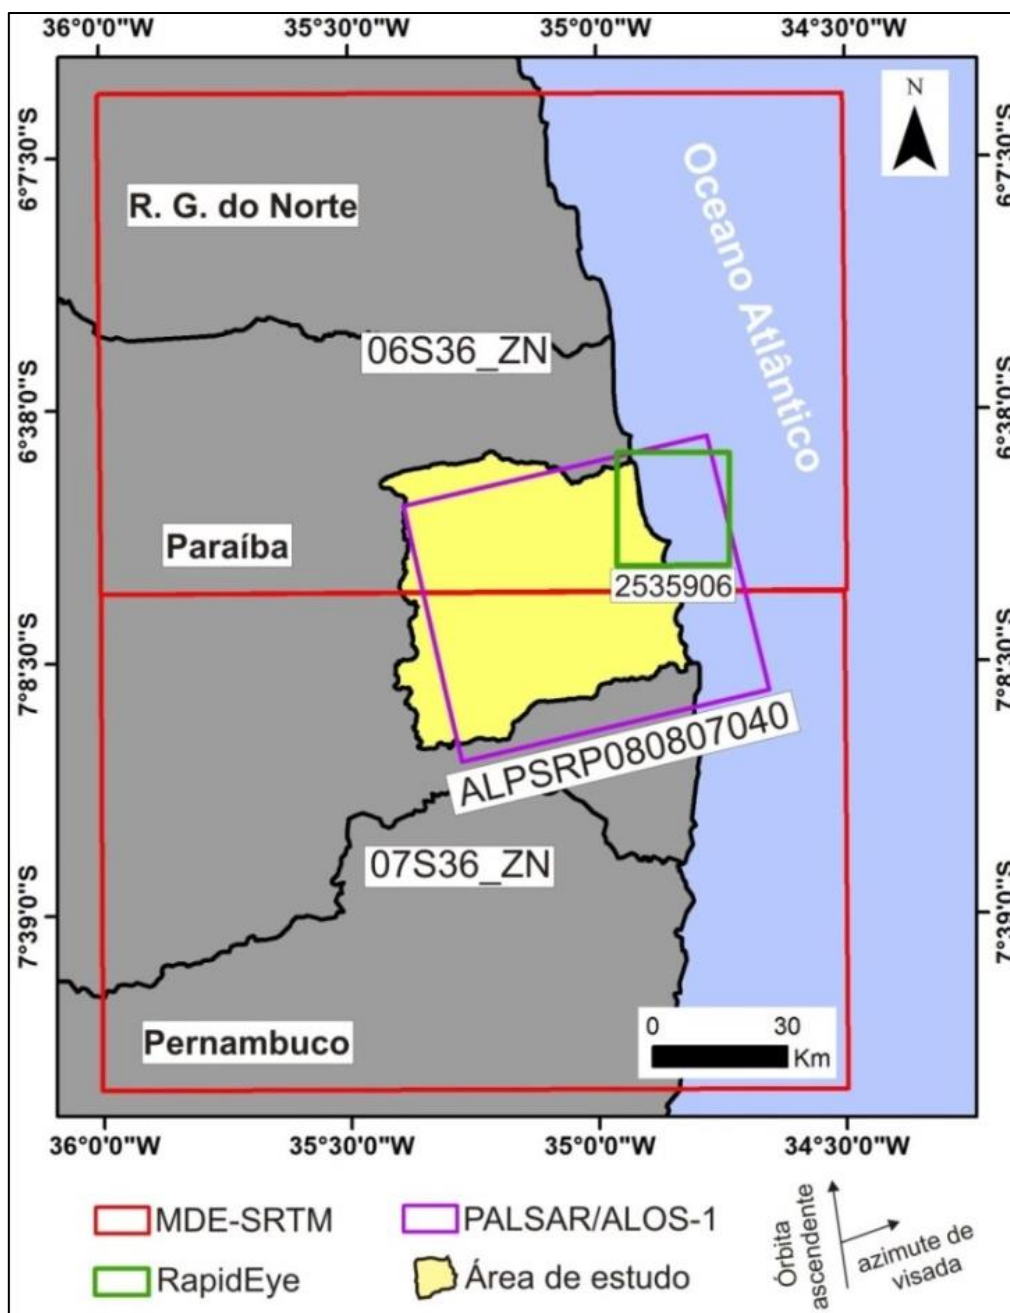 36°0'0"W 35°30'0"W 35°0'0"W 34°30'0"W
N
6°7'30"S
6°7'30"S
Oceano Atlântico
R. G. do Norte
06S36_ZN
6°38'0"S
6°38'0"S
Paraíba
2535906
7°8'30"S
7°8'30"S
ALPSRP080807040
07S36_ZN
7°39'0"S
7°39'0"S
0 30
Km
Pernambuco
36°0'0"W 35°30'0"W 35°0'0"W 34°30'0"W
MDE-SRTM
PALSAR/ALOS-1
RapidEye
Área de estudo
Órbita
ascendente
azimute de
visada